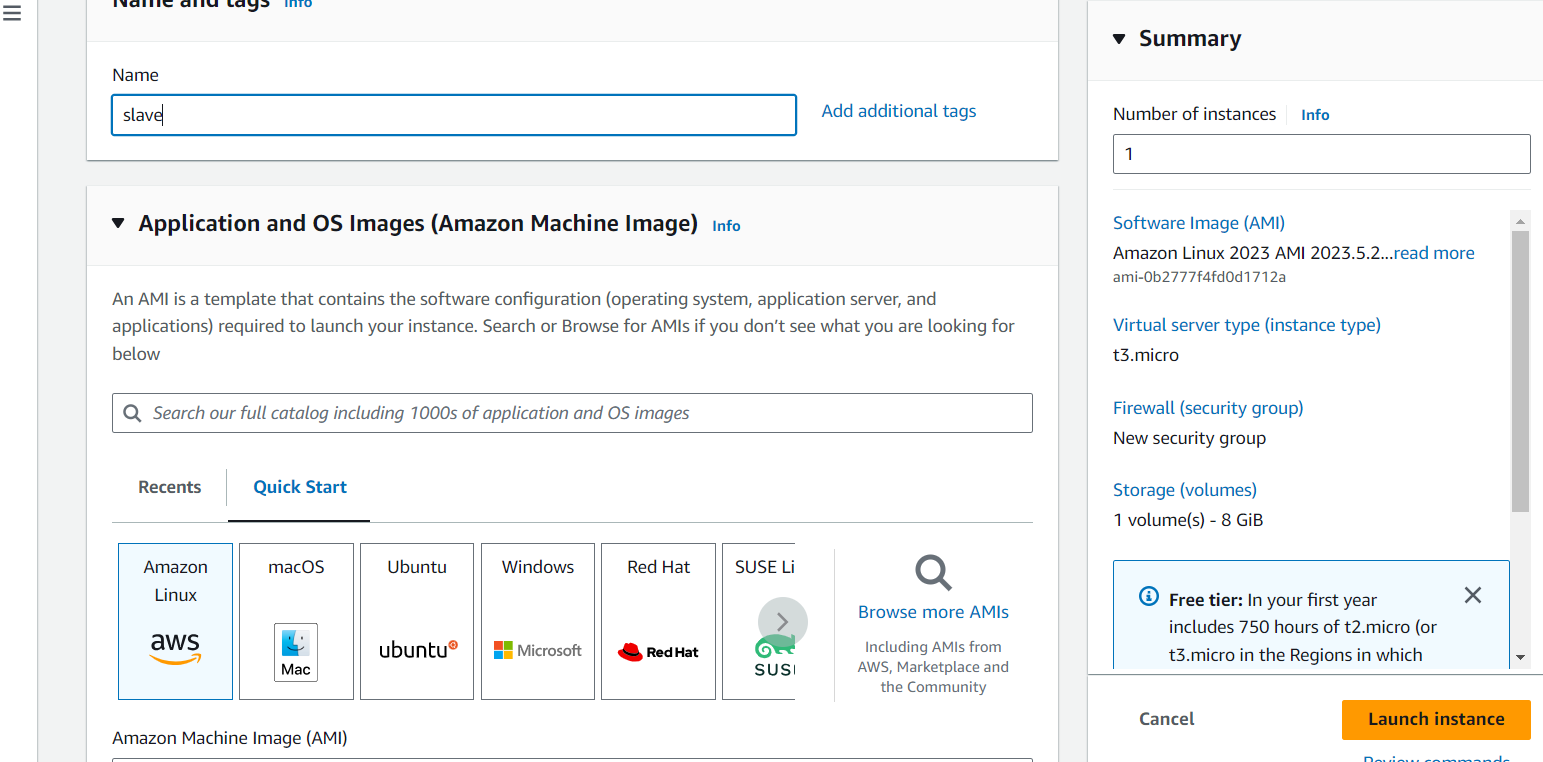 Name and tags Info
Name
slave
Add additional tags
Application and OS Images (Amazon Machine Image) Info
An AMI is a template that contains the software configuration (operating system, application server, and
applications) required to launch your instance. Search or Browse for AMIs if you don’t see what you are looking for
below
Search our full catalog including 1000s of application and OS images
Recents
Quick Start
Amazon
Linux
aws
macOS
Mac
Ubuntu
ubuntu
Windows
Microsoft
Red Hat
Red Hat
SUSE Li
SUS
Browse more AMIs
Including AMIs from
AWS, Marketplace and
the Community
Amazon Machine Image (AMI)
Summary
Number of instances Info
1
Software Image (AMI)
Amazon Linux 2023 AMI 2023.5.2...read more
ami-0b2777f4fd0d1712a
Virtual server type (instance type)
t3.micro
Firewall (security group)
New security group
Storage (volumes)
1 volume(s) - 8 GiB
Free tier: In your first year
includes 750 hours of t2.micro (or
t3.micro in the Regions in which
Cancel
Launch instance
Review commands